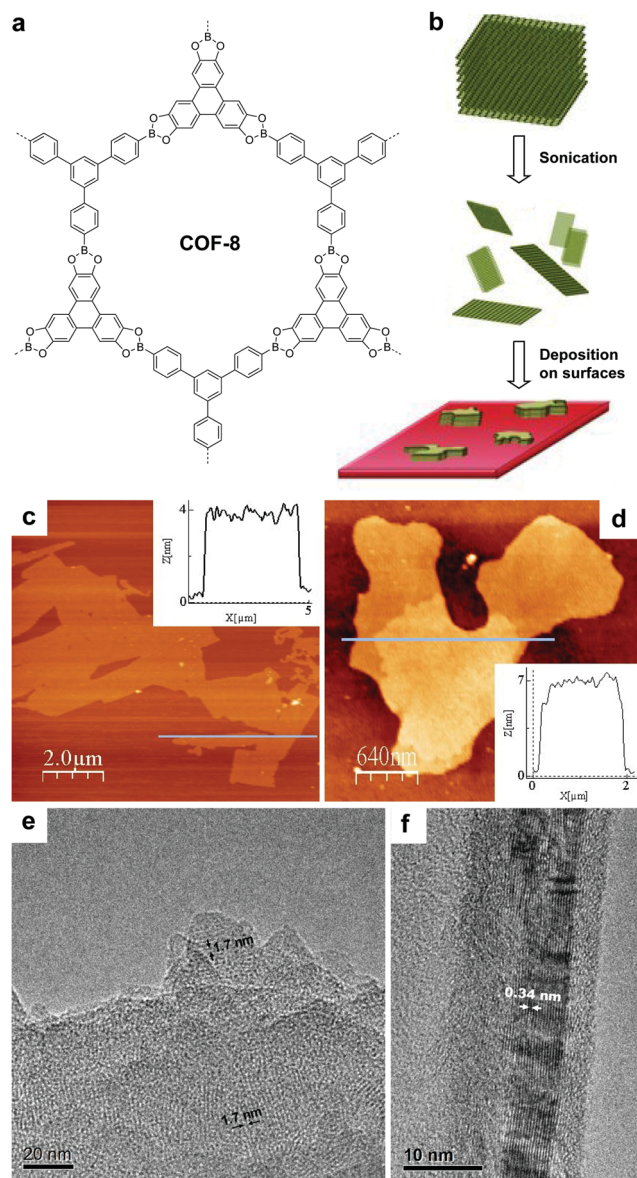 a
b
B
O O
O
B
O
O
B
O
COF-8
B
O O
B
O O
O
B
O
O
B
O
O
B
O
O
B
O
Sonication
Deposition
on surfaces
c
4
Z[nm]
0
X[µm]
5
2.0µm
d
7
Z[nm]
0
0
X[µm]
2
640nm
e
1.7 nm
1.7 nm
20 nm
f
0.34 nm
10 nm